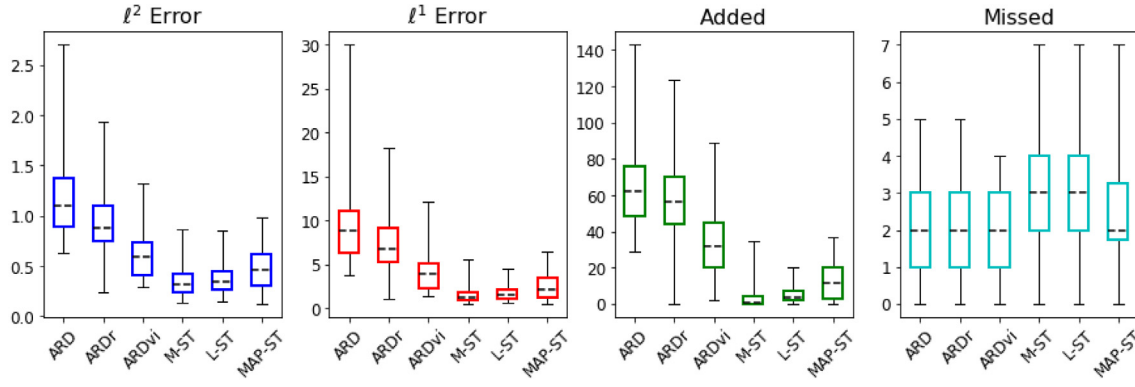 ℓ² Error
2.5
2.0
1.5
1.0
0.5
0.0
ARD
ARDr
ARDvi
M-ST
L-ST
MAP-ST
ℓ¹ Error
30
25
20
15
10
5
0
ARD
ARDr
ARDvi
M-ST
L-ST
MAP-ST
Added
140
120
100
80
60
40
20
0
ARD
ARDr
ARDvi
M-ST
L-ST
MAP-ST
Missed
7
6
5
4
3
2
1
0
ARD
ARDr
ARDvi
M-ST
L-ST
MAP-ST